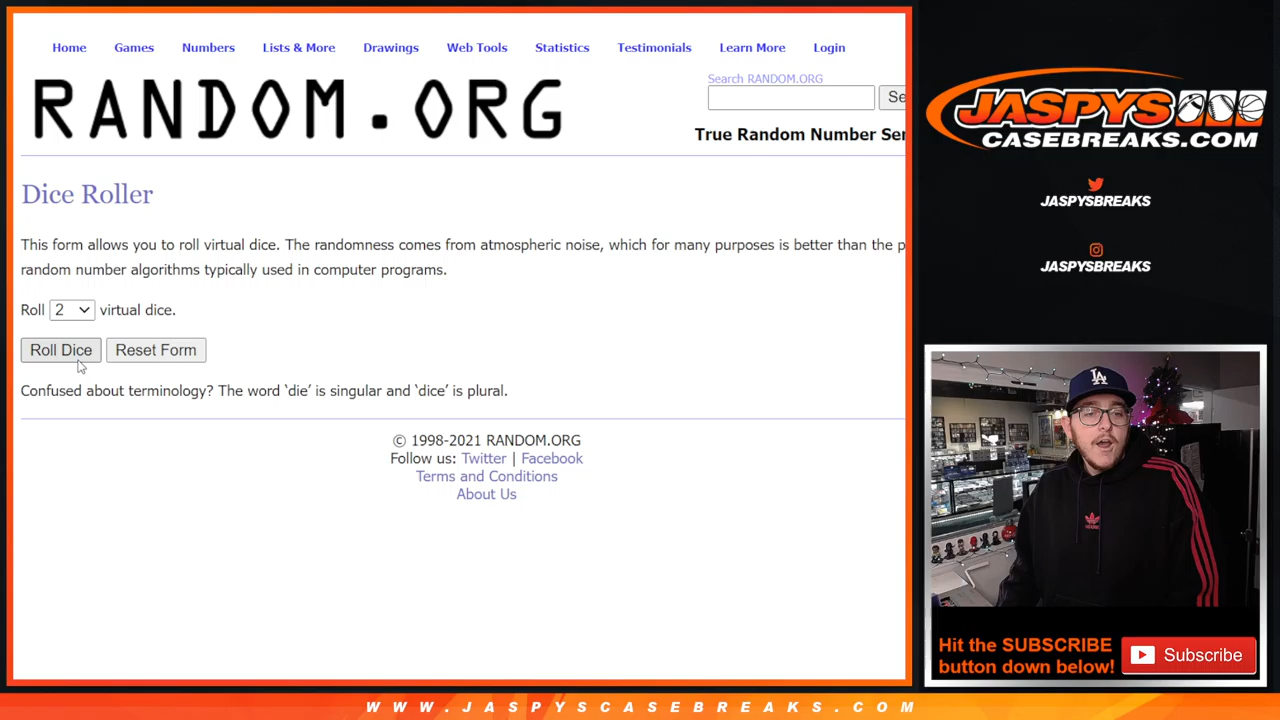 Home Games Numbers Lists & More Drawings Web Tools Statistics Testimonials Learn More Login
RANDOM.ORG
Search RANDOM.ORG
Se
True Random Number Ser
JASPYS
CASEBREAKS.COM
JASPYSBREAKS
JASPYSBREAKS
Dice Roller
This form allows you to roll virtual dice. The randomness comes from atmospheric noise, which for many purposes is better than the p
random number algorithms typically used in computer programs.
Roll 2 virtual dice.
Roll Dice Reset Form
Confused about terminology? The word ‘die’ is singular and ‘dice’ is plural.
© 1998-2021 RANDOM.ORG
Follow us: Twitter | Facebook
Terms and Conditions
About Us
LA
adidas
Hit the SUBSCRIBE
button down below!
Subscribe
WWW.JASPYSCASEBREAKS.COM